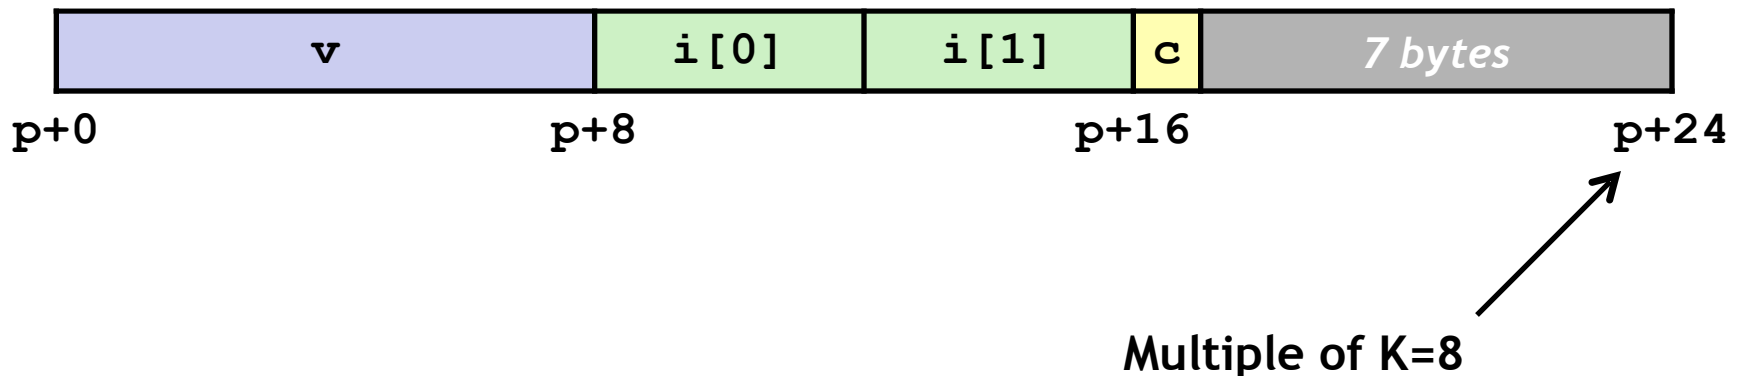 v i[0] i[1] c 7 bytes
p+0 p+8 p+16 p+24
Multiple of K=8